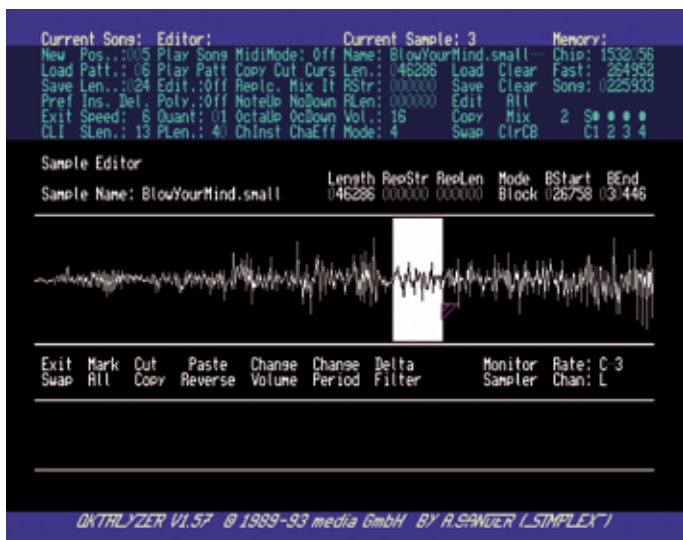 Current Song: Editor: Current Sample: 3 Memory:
New Pos..:005 Play Song MidiMode: Off Name: BlowYourMind.small Chip: 1532056
Load Patt.: 06 Play Patt Copy Cut Curs Len.: 046286 Load Clear Fast: 264952
Save Len..:024 Edit.:Off Replc. Mix It RStr: 000000 Save Clear Song: 0225933
Pref Ins. Del. Poly.:Off NoteUp NoDown RLen: 000000 Edit All
Exit Speed: 6 Quant: 01 OctaUp OcDown Vol.: 16 Copy Mix 2 S
CLI SLen.: 13 PLen.: 40 ChInst ChaEff Mode: 4 Swap ClrCB C1 2 3 4
Sample Editor
Length RepStr RepLen Mode BStart BEnd
Sample Name: BlowYourMind.small 046286 000000 000000 Block 026758 030446
Exit Mark Cut Paste Change Change Delta Monitor Rate: C-3
Swap All Copy Reverse Volume Period Filter Sampler Chan: L
OKTALYZER V1.57 © 1989-93 media GmbH BY A.SANDER (_SIMPLEX¯)